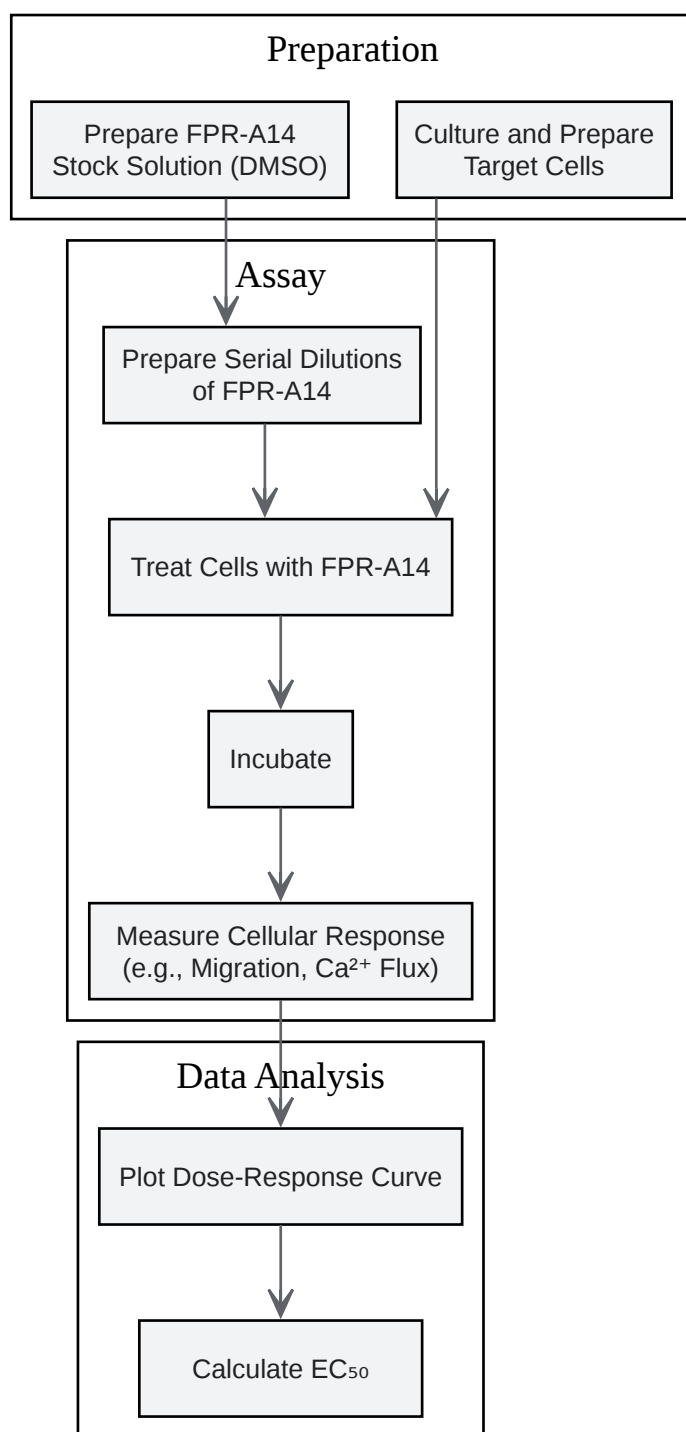 Preparation
Prepare FPR-A14
Stock Solution (DMSO)
Culture and Prepare
Target Cells
Assay
Prepare Serial Dilutions
of FPR-A14
Treat Cells with FPR-A14
Incubate
Measure Cellular Response
(e.g., Migration, Ca²⁺ Flux)
Data Analysis
Plot Dose-Response Curve
Calculate EC₅₀